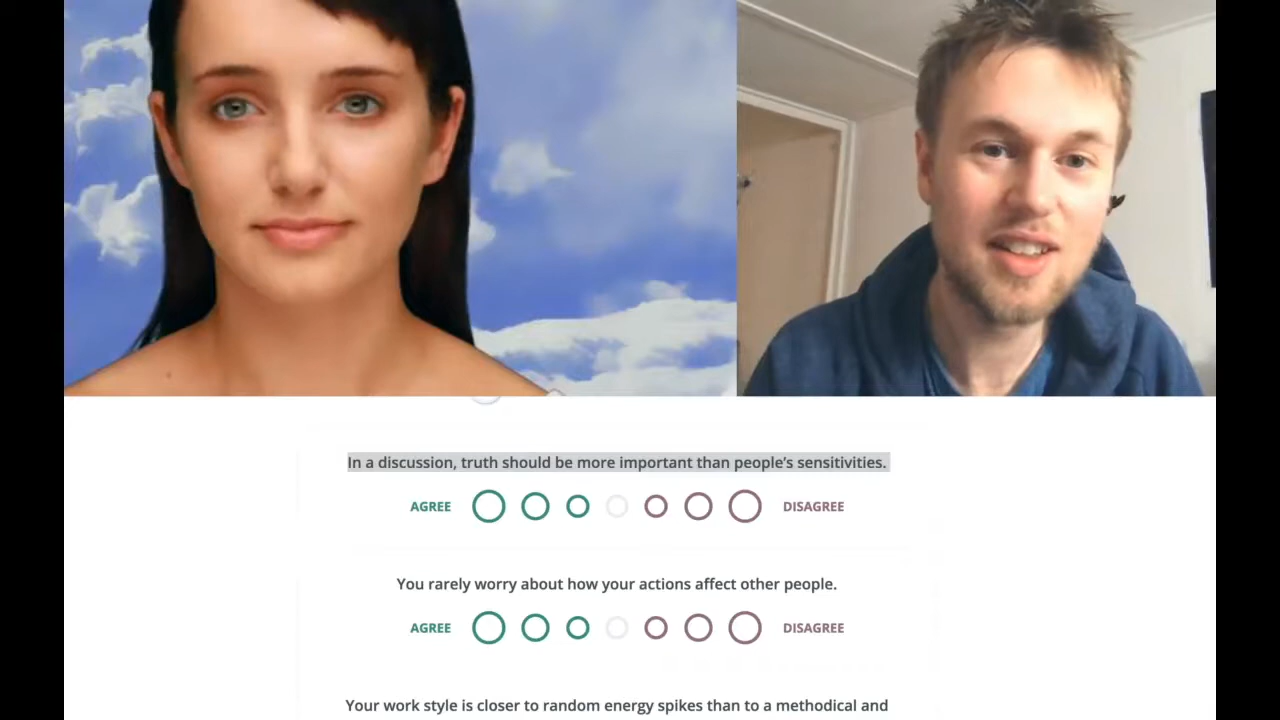 In a discussion, truth should be more important than people's sensitivities.
AGREE DISAGREE
You rarely worry about how your actions affect other people.
AGREE DISAGREE
Your work style is closer to random energy spikes than to a methodical and